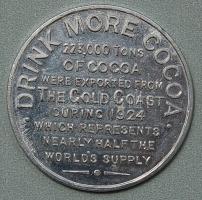 · DRINK MORE COCOA ·
223,000 TONS
OF COCOA
WERE EXPORTED FROM
THE GOLD COAST
DURING 1924
WHICH REPRESENTS
NEARLY HALF THE
WORLDS SUPPLY